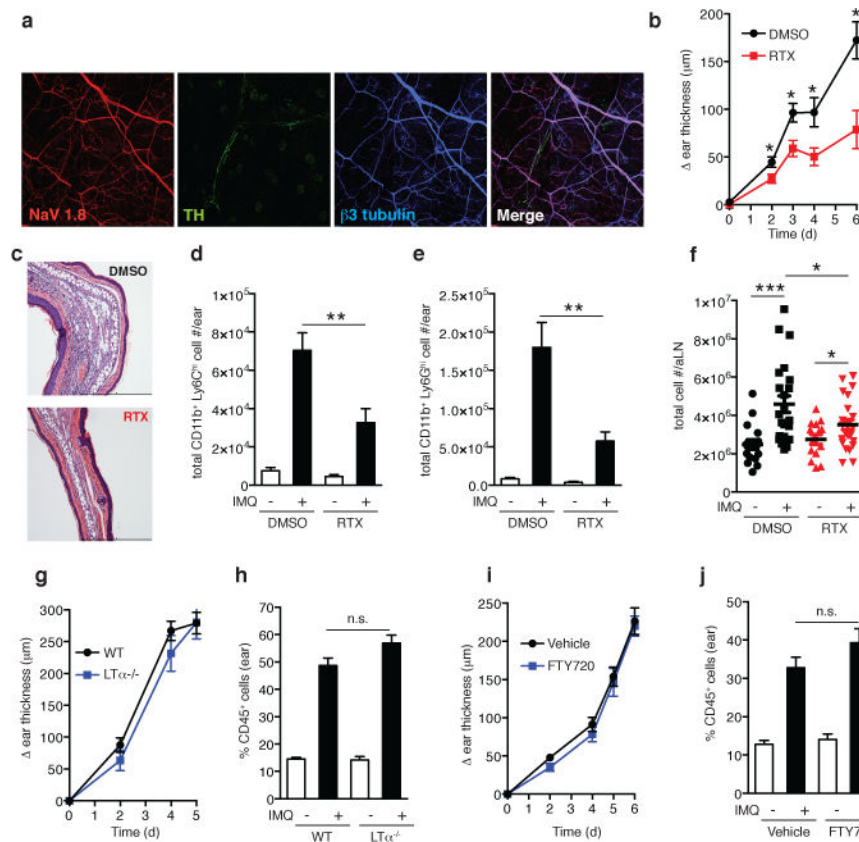 a
NaV 1.8
TH
β3 tubulin
Merge
b
Δ ear thickness (μm)
200
150
100
50
0
DMSO
RTX
*
*
*
*
0 1 2 3 4 5 6
Time (d)
c
DMSO
RTX
d
total CD11b⁺ Ly6Cʰⁱ cell #/ear
1×10⁵
8×10⁴
6×10⁴
4×10⁴
2×10⁴
0
**
IMQ - + - +
DMSO RTX
e
total CD11b⁺ Ly6Gʰⁱ cell #/ear
2.5×10⁵
2.0×10⁵
1.5×10⁵
1.0×10⁵
5.0×10⁴
0
**
IMQ - + - +
DMSO RTX
f
total cell #/aLN
1×10⁷
8×10⁶
6×10⁶
4×10⁶
2×10⁶
0
*
***
*
IMQ - + - +
DMSO RTX
g
Δ ear thickness (μm)
300
250
200
150
100
50
0
WT
LTα-/-
0 1 2 3 4 5
Time (d)
h
% CD45⁺ cells (ear)
70
60
50
40
30
20
10
0
n.s.
IMQ - + - +
WT LTα⁻/⁻
i
Δ ear thickness (μm)
250
200
150
100
50
0
Vehicle
FTY720
0 1 2 3 4 5 6
Time (d)
j
% CD45⁺ cells (ear)
50
40
30
20
10
0
n.s.
IMQ - + - +
Vehicle FTY7